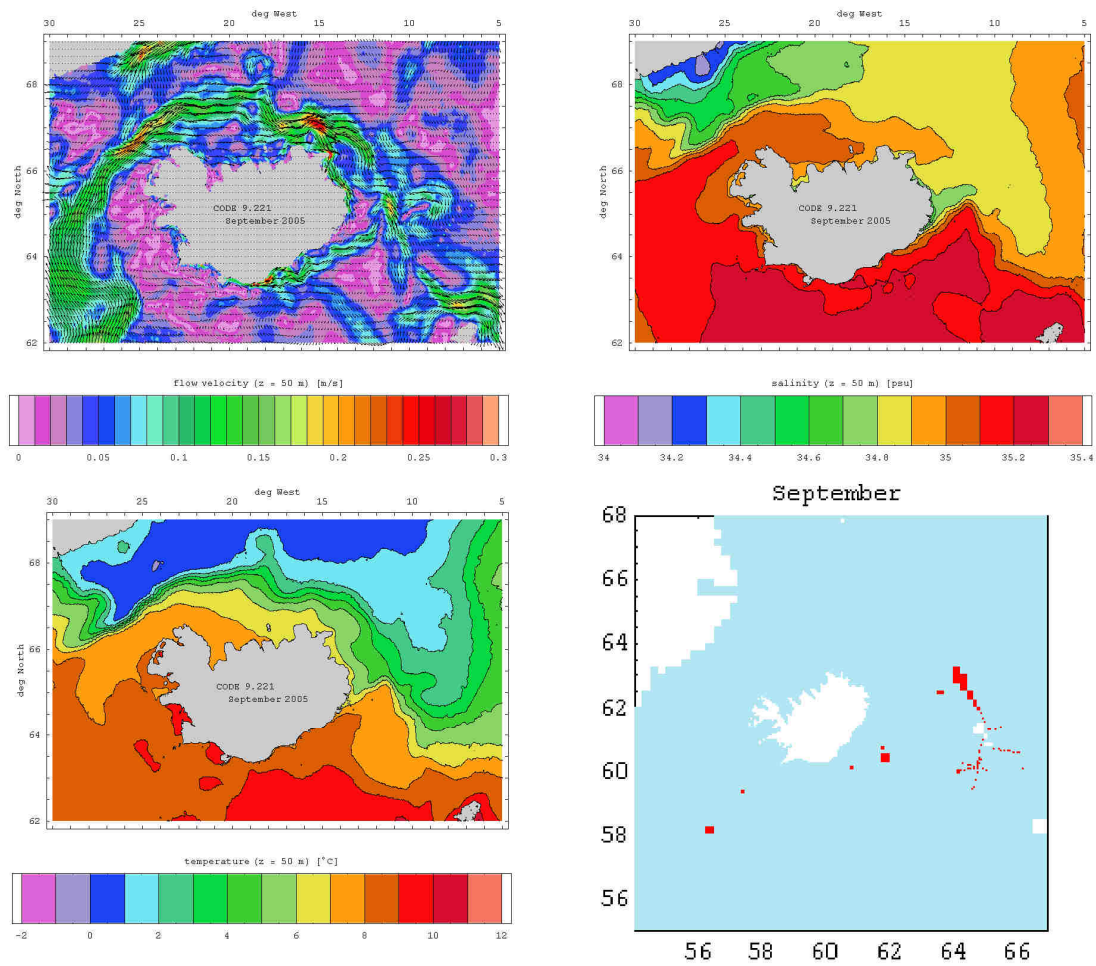 deg West
30 25 20 15 10 5
68
66
64
62
deg North
CODE 9.221
September 2005
flow velocity (z = 50 m) [m/s]
0 0.05 0.1 0.15 0.2 0.25 0.3
deg West
30 25 20 15 10 5
68
66
64
62
deg North
CODE 9.221
September 2005
salinity (z = 50 m) [psu]
34 34.2 34.4 34.6 34.8 35 35.2 35.4
deg West
30 25 20 15 10 5
68
66
64
62
deg North
CODE 9.221
September 2005
temperature (z = 50 m) [°C]
-2 0 2 4 6 8 10 12
September
68
66
64
62
60
58
56
56 58 60 62 64 66